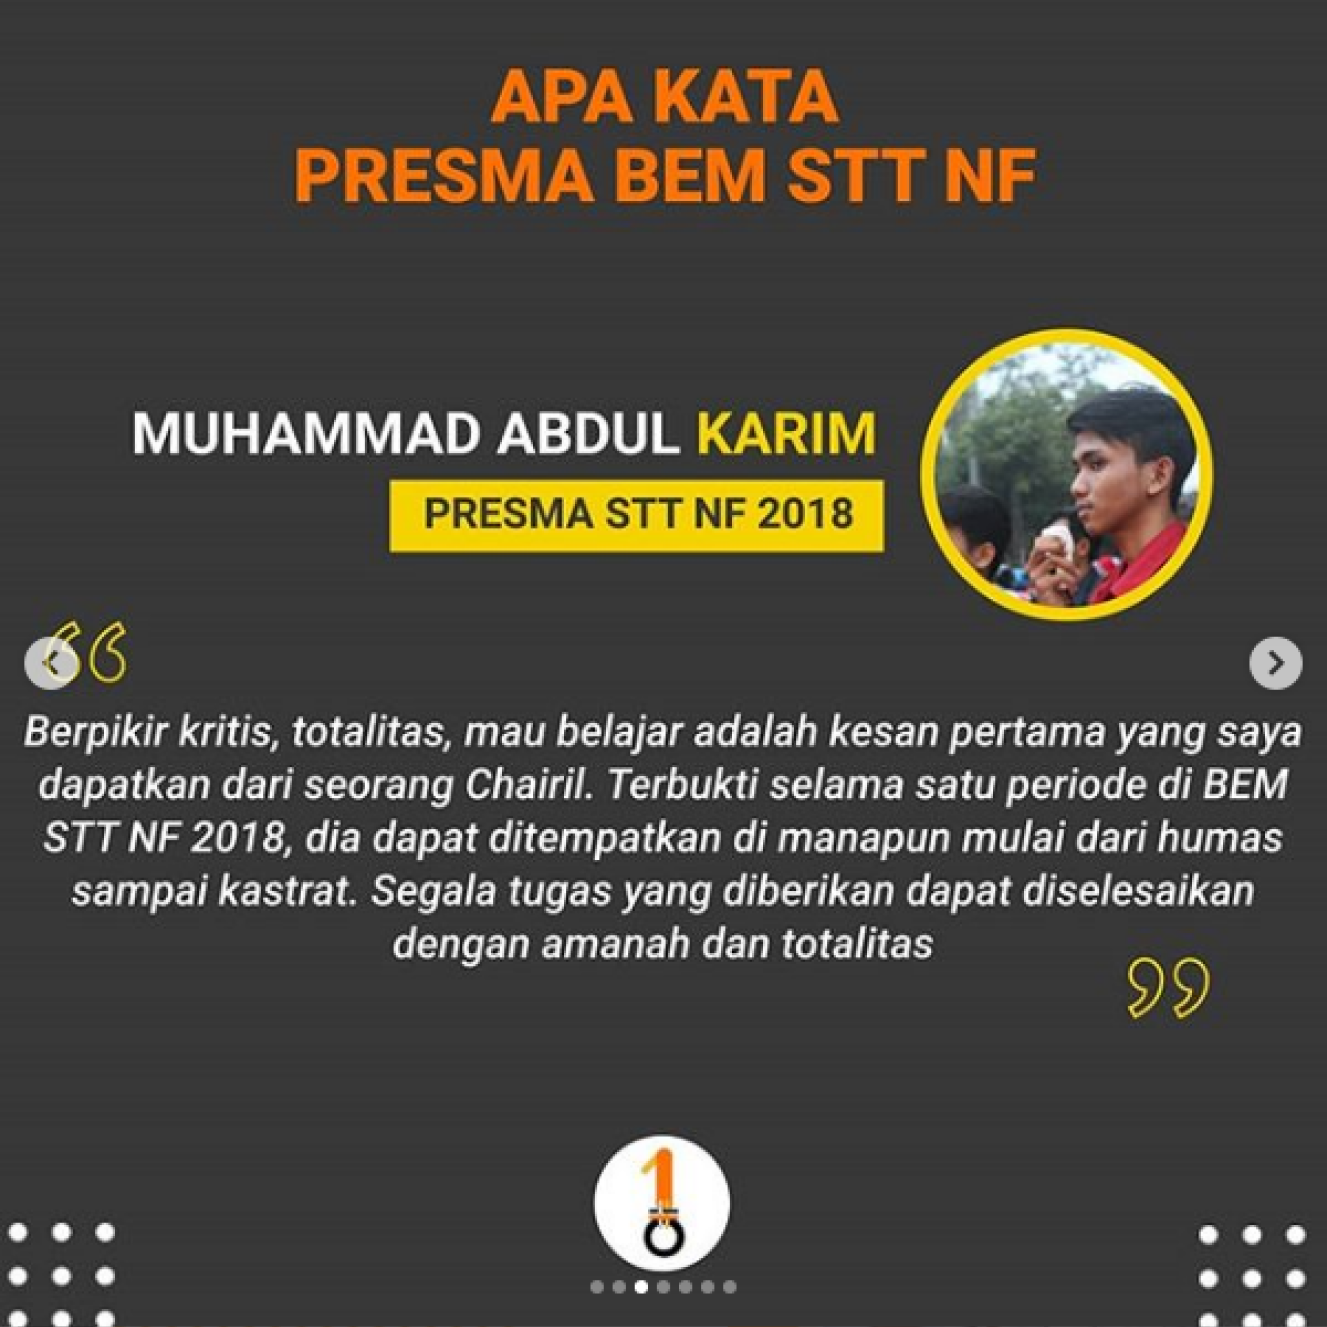 APA KATA
PRESMA BEM STT NF
MUHAMMAD ABDUL KARIM
PRESMA STT NF 2018
“
Berpikir kritis, totalitas, mau belajar adalah kesan pertama yang saya
dapatkan dari seorang Chairil. Terbukti selama satu periode di BEM
STT NF 2018, dia dapat ditempatkan di manapun mulai dari humas
sampai kastrat. Segala tugas yang diberikan dapat diselesaikan
dengan amanah dan totalitas
”
1